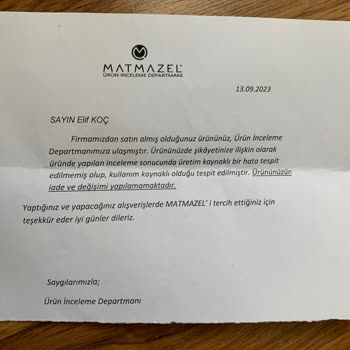 MATMAZEL
ÜRÜN İNCELEME DEPARTMANI
13.09.2023
SAYIN Elif KOÇ
Firmamızdan satın almış olduğunuz ürününüz, Ürün İnceleme
Departmanımıza ulaşmıştır. Ürününüzde şikâyetinize ilişkin olarak
üründe yapılan inceleme sonucunda üretim kaynaklı bir hata tespit
edilmemiş olup, kullanım kaynaklı olduğu tespit edilmiştir. Ürününüzün
iade ve değişimi yapılamamaktadır.
Yaptığınız ve yapacağınız alışverişlerde MATMAZEL' i tercih ettiğiniz için
teşekkür eder iyi günler dileriz.
Saygılarımızla;
Ürün İnceleme Departmanı